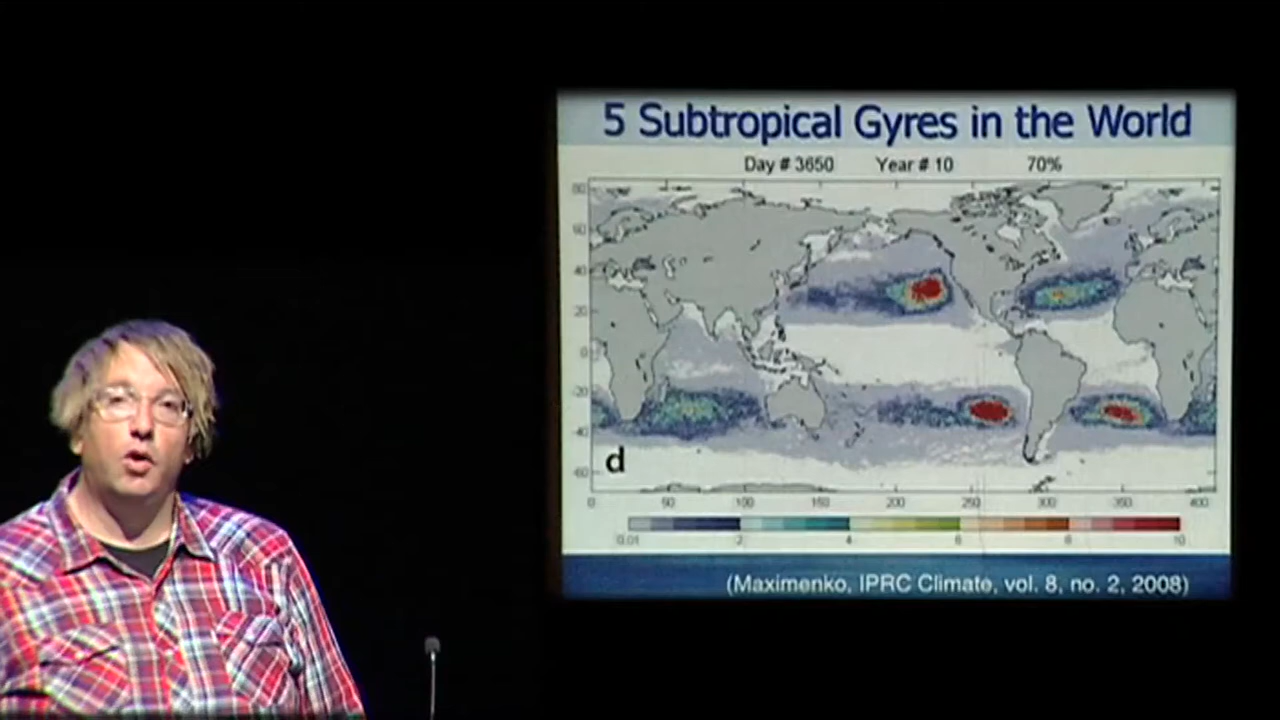 5 Subtropical Gyres in the World
Day # 3650 Year # 10 70%
80
60
40
20
0
-20
-40
-60
d
0 50 100 150 200 250 300 350 400
0.01 2 4 6 8 10
(Maximenko, IPRC Climate, vol. 8, no. 2, 2008)